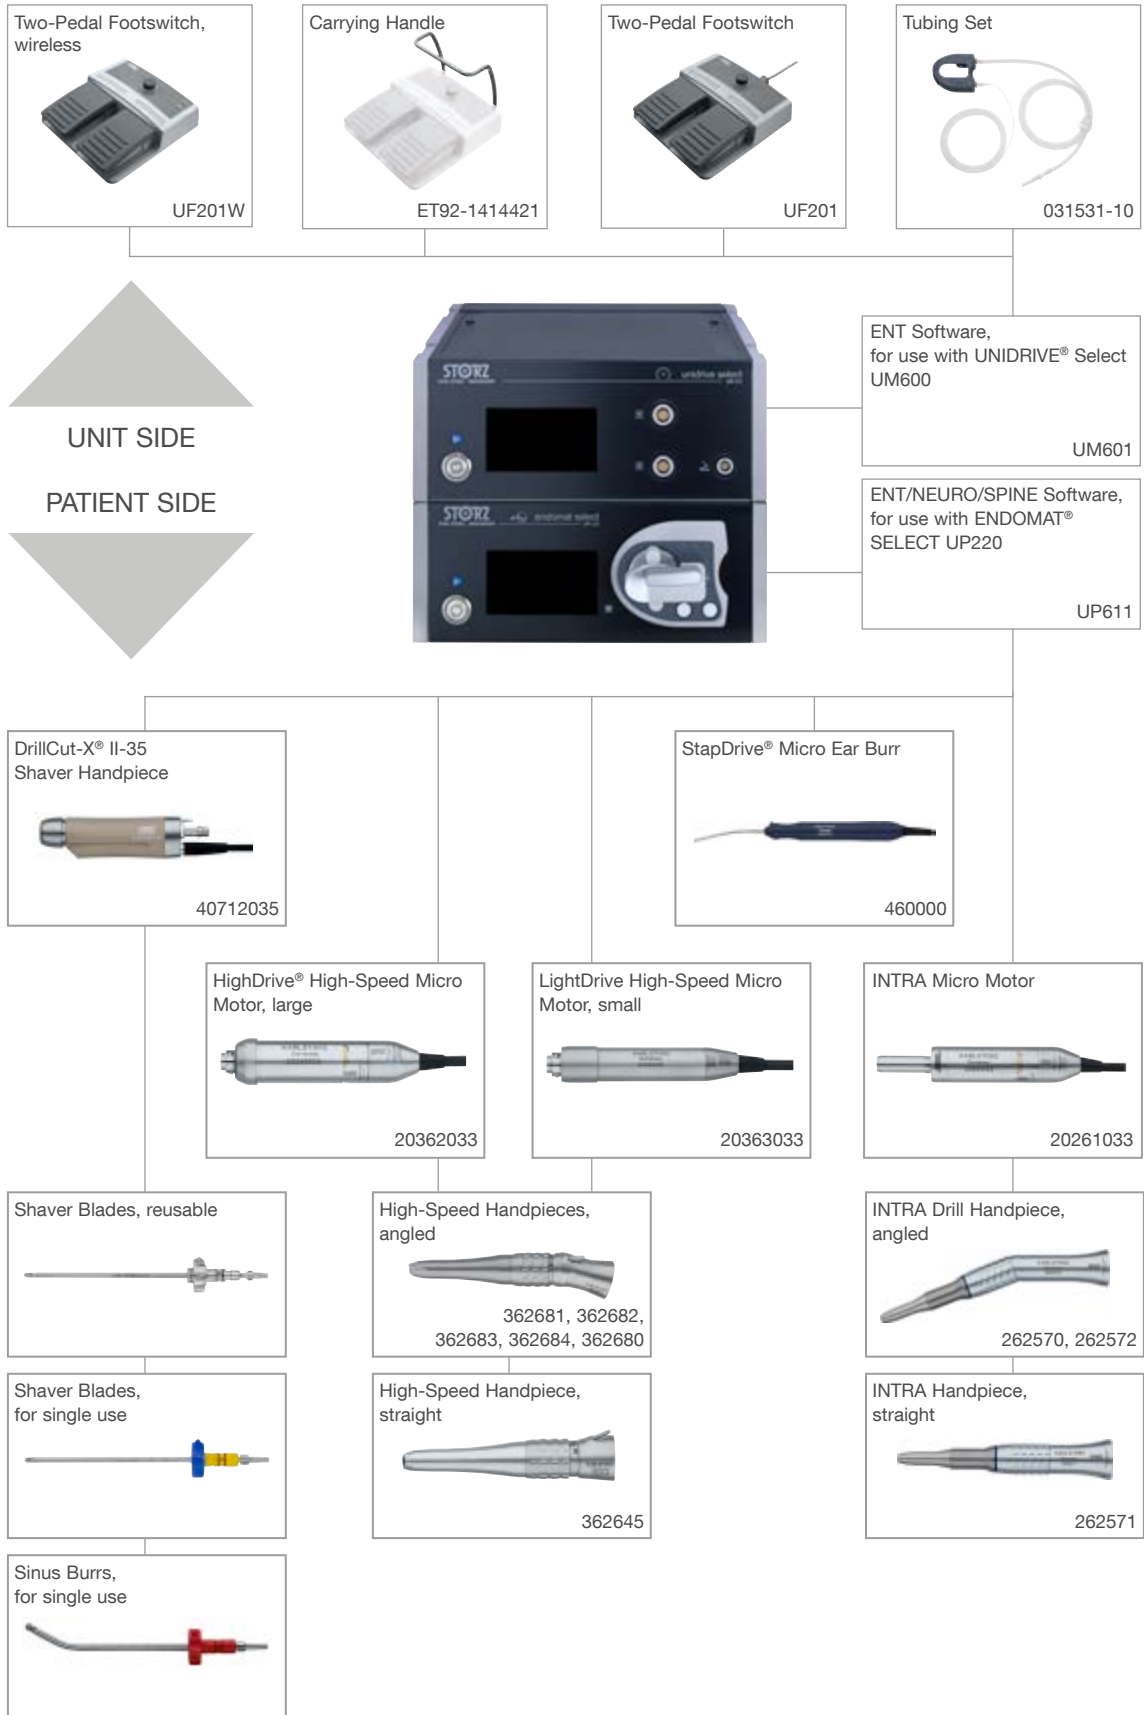 Two-Pedal Footswitch,
wireless
UF201W
Carrying Handle
ET92-1414421
Two-Pedal Footswitch
UF201
Tubing Set
031531-10
UNIT SIDE
PATIENT SIDE
STORZ
unidrive select
STORZ
endomat select
ENT Software,
for use with UNIDRIVE® Select
UM600
UM601
ENT/NEURO/SPINE Software,
for use with ENDOMAT®
SELECT UP220
UP611
DrillCut-X® II-35
Shaver Handpiece
40712035
StapDrive® Micro Ear Burr
460000
HighDrive® High-Speed Micro
Motor, large
20362033
LightDrive High-Speed Micro
Motor, small
20363033
INTRA Micro Motor
20261033
Shaver Blades, reusable
High-Speed Handpieces,
angled
362681, 362682,
362683, 362684, 362680
INTRA Drill Handpiece,
angled
262570, 262572
Shaver Blades,
for single use
High-Speed Handpiece,
straight
362645
INTRA Handpiece,
straight
262571
Sinus Burrs,
for single use